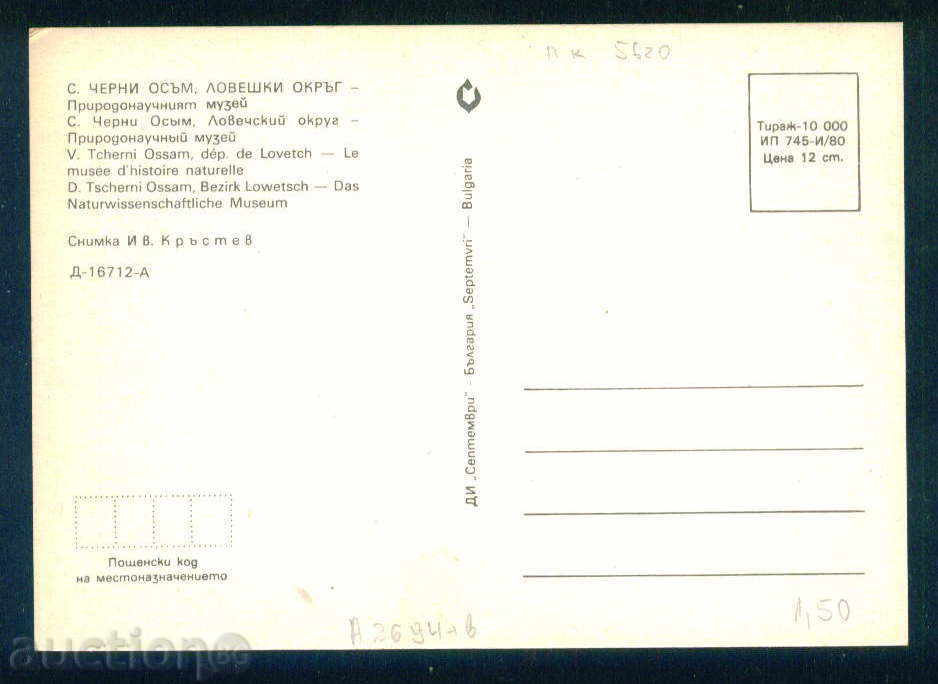 пк 5820
С. ЧЕРНИ ОСЪМ, ЛОВЕШКИ ОКРЪГ –
Природонаучният музей
С. Черни Осым, Ловечский округ –
Природонаучный музей
V. Tcherni Ossam, dép. de Lovetch — Le
musée d'histoire naturelle
D. Tscherni Ossam, Bezirk Lowetsch — Das
Naturwissenschaftliche Museum
Снимка Ив. Кръстев
Д-16712-А
ДИ „Септември" - България „Septemvri" — Bulgaria
Тираж-10 000
ИП 745-И/80
Цена 12 ст.
Пощенски код
на местоназначението
А 2694-в
1,50
auction